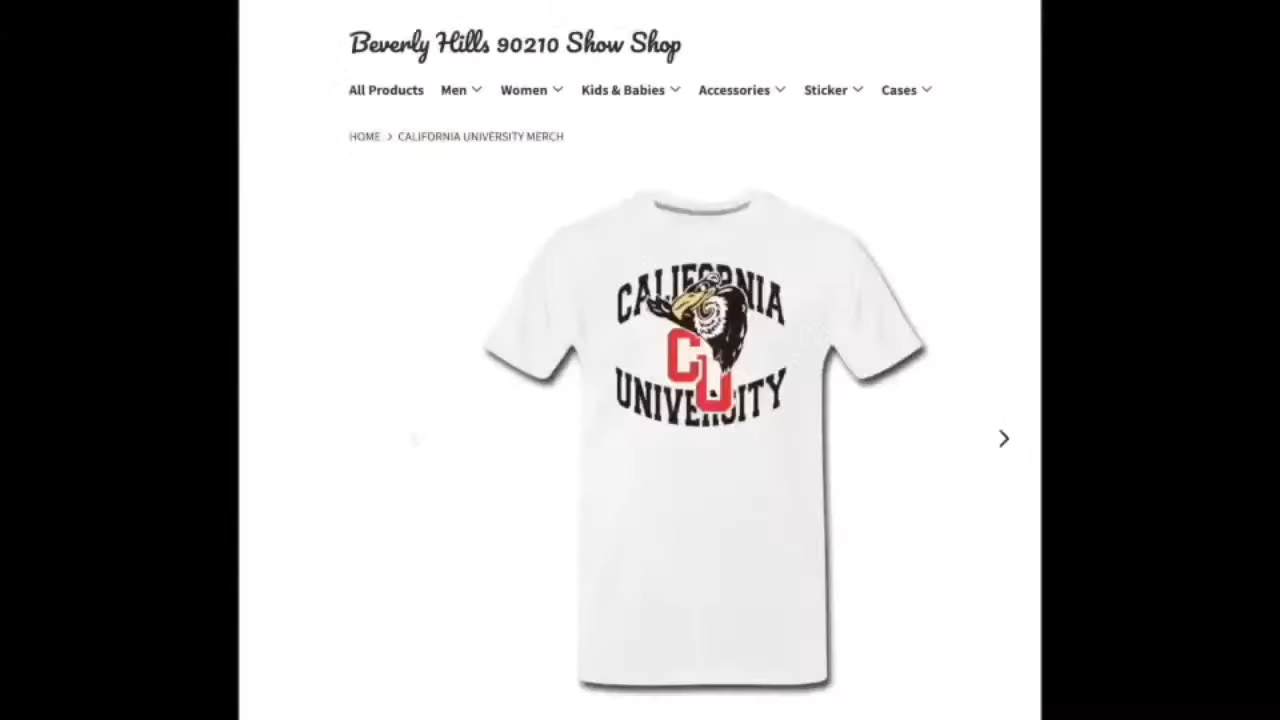 Beverly Hills 90210 Show Shop
All Products Men Women Kids & Babies Accessories Sticker Cases
HOME > CALIFORNIA UNIVERSITY MERCH
CALIFORNIA
CU
UNIVERSITY